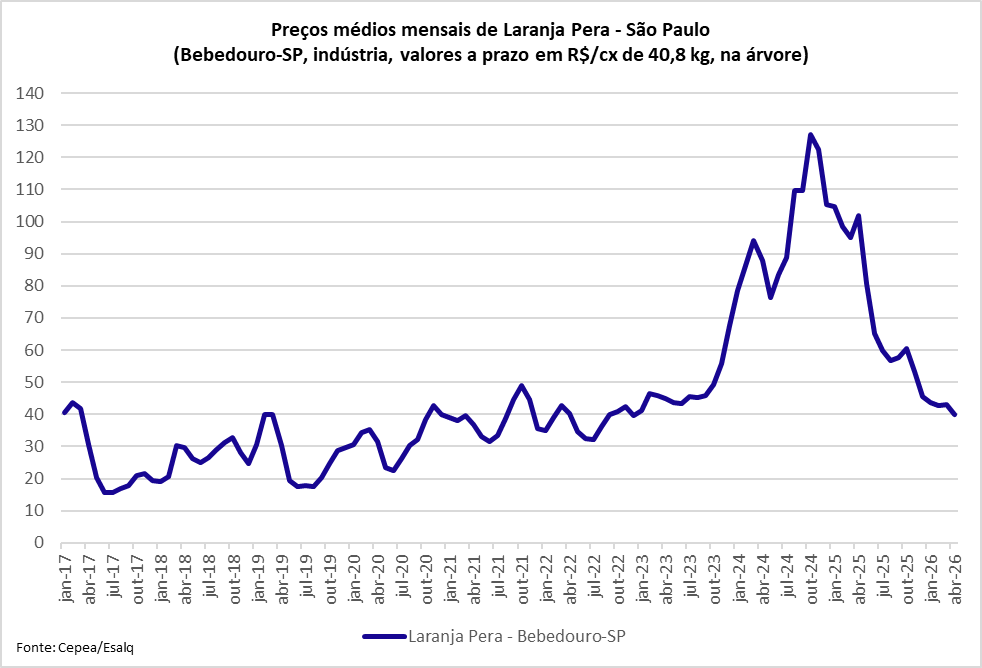 Preços médios mensais de Laranja Pera - São Paulo
(Bebedouro-SP, indústria, valores a prazo em R$/cx de 40,8 kg, na árvore)
140
130
120
110
100
90
80
70
60
50
40
30
20
10
0
jan-17
abr-17
jul-17
out-17
jan-18
abr-18
jul-18
out-18
jan-19
abr-19
jul-19
out-19
jan-20
abr-20
jul-20
out-20
jan-21
abr-21
jul-21
out-21
jan-22
abr-22
jul-22
out-22
jan-23
abr-23
jul-23
out-23
jan-24
abr-24
jul-24
out-24
jan-25
abr-25
jul-25
out-25
jan-26
abr-26
Laranja Pera - Bebedouro-SP
Fonte: Cepea/Esalq